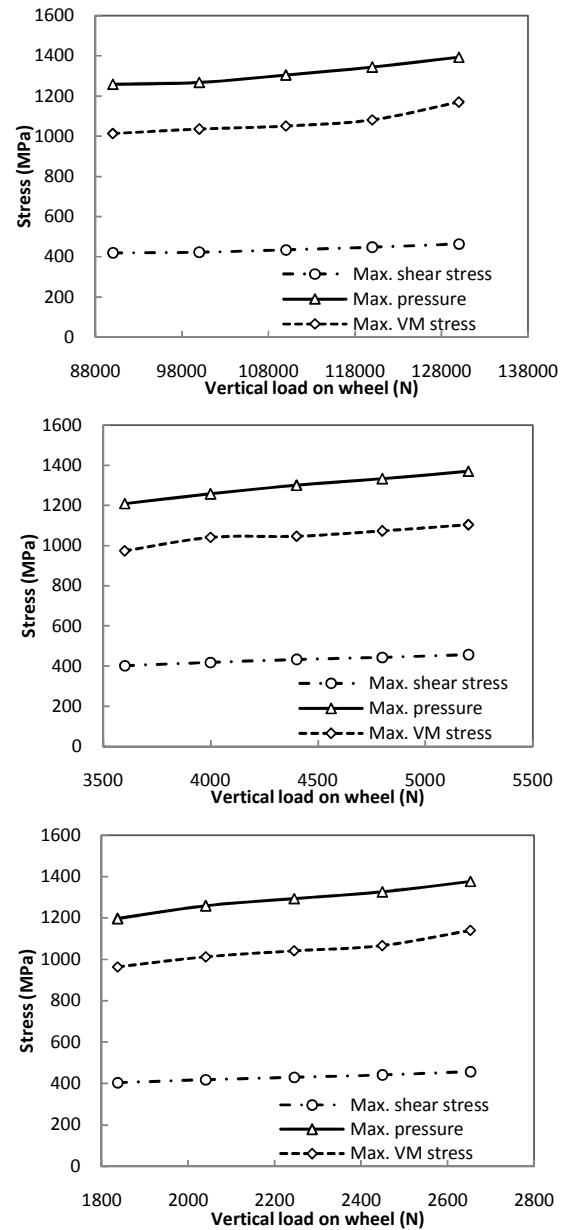 1600
1400
1200
1000
800
600
400
200
0
Stress (MPa)
Max. shear stress
Max. pressure
Max. VM stress
88000 98000 108000 118000 128000 138000
Vertical load on wheel (N)
1600
1400
1200
1000
800
600
400
200
0
Stress (MPa)
Max. shear stress
Max. pressure
Max. VM stress
3500 4000 4500 5000 5500
Vertical load on wheel (N)
1600
1400
1200
1000
800
600
400
200
0
Stress (MPa)
Max. shear stress
Max. pressure
Max. VM stress
1800 2000 2200 2400 2600 2800
Vertical load on wheel (N)